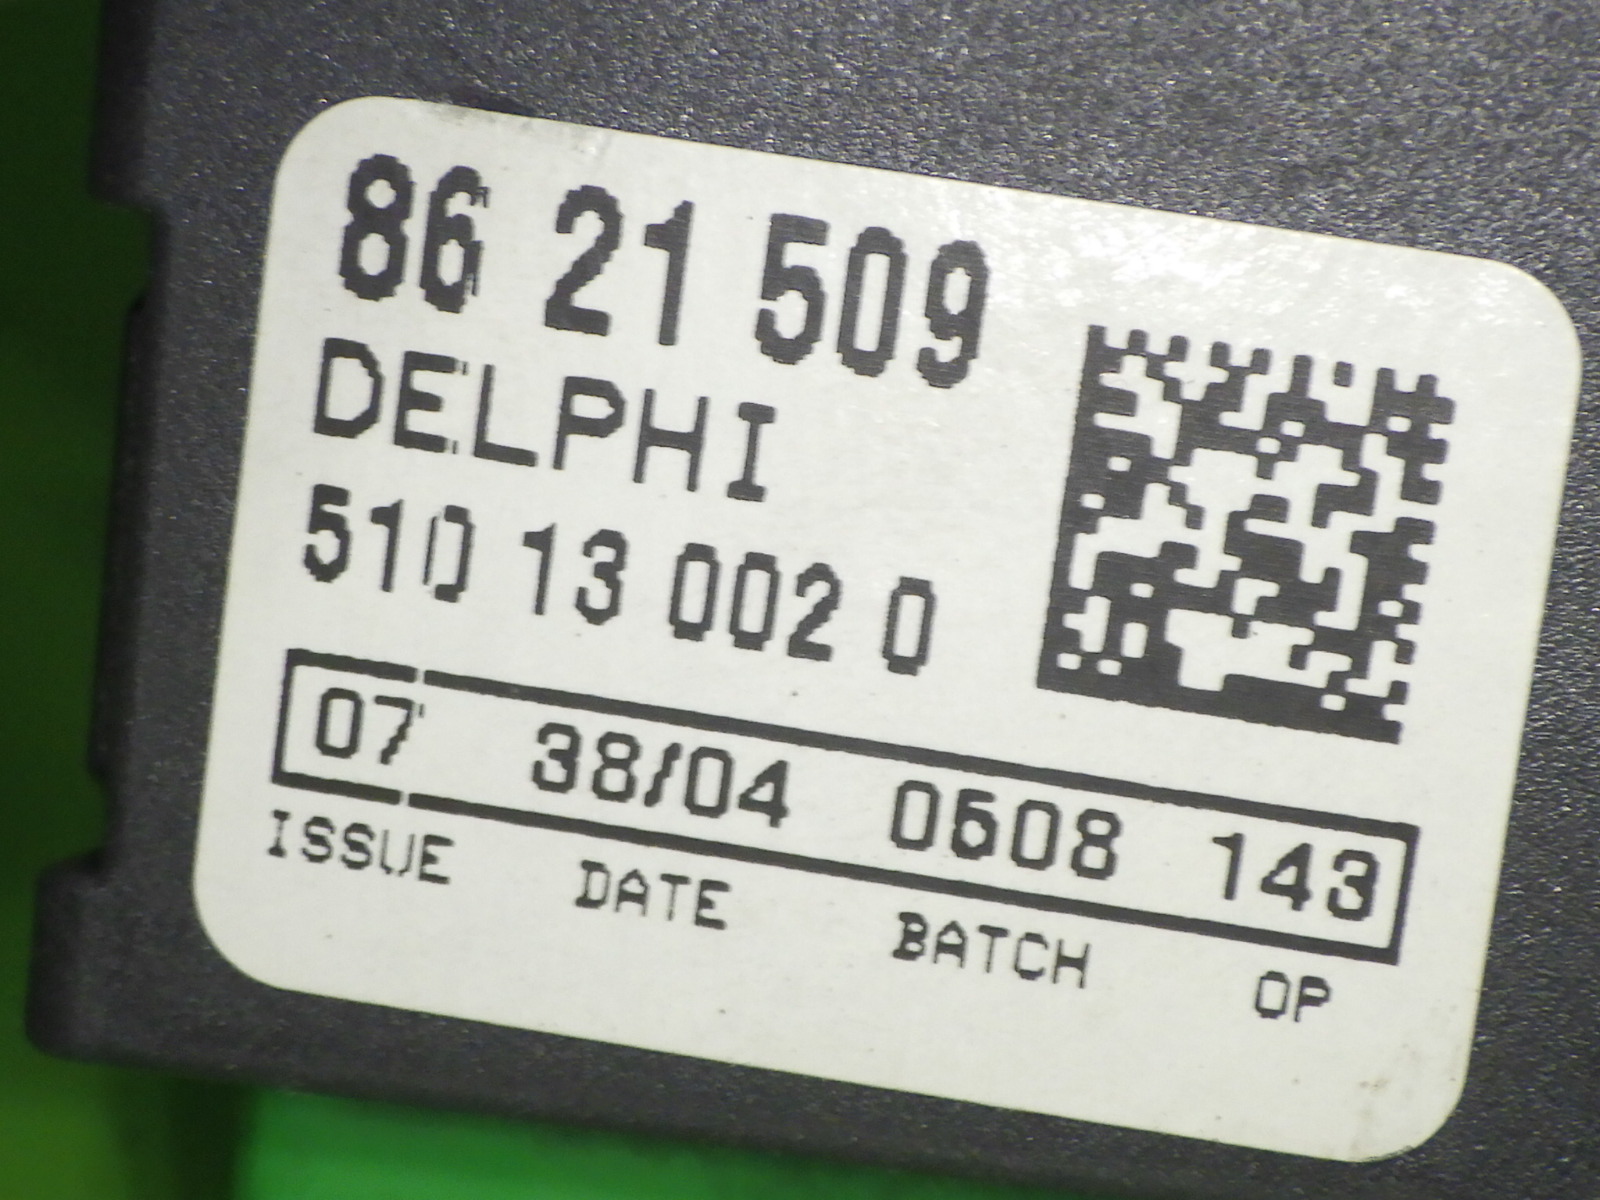 86 21 509
DELPHI
510 13 002 0
07 38/04 0608 143
ISSUE DATE BATCH OP